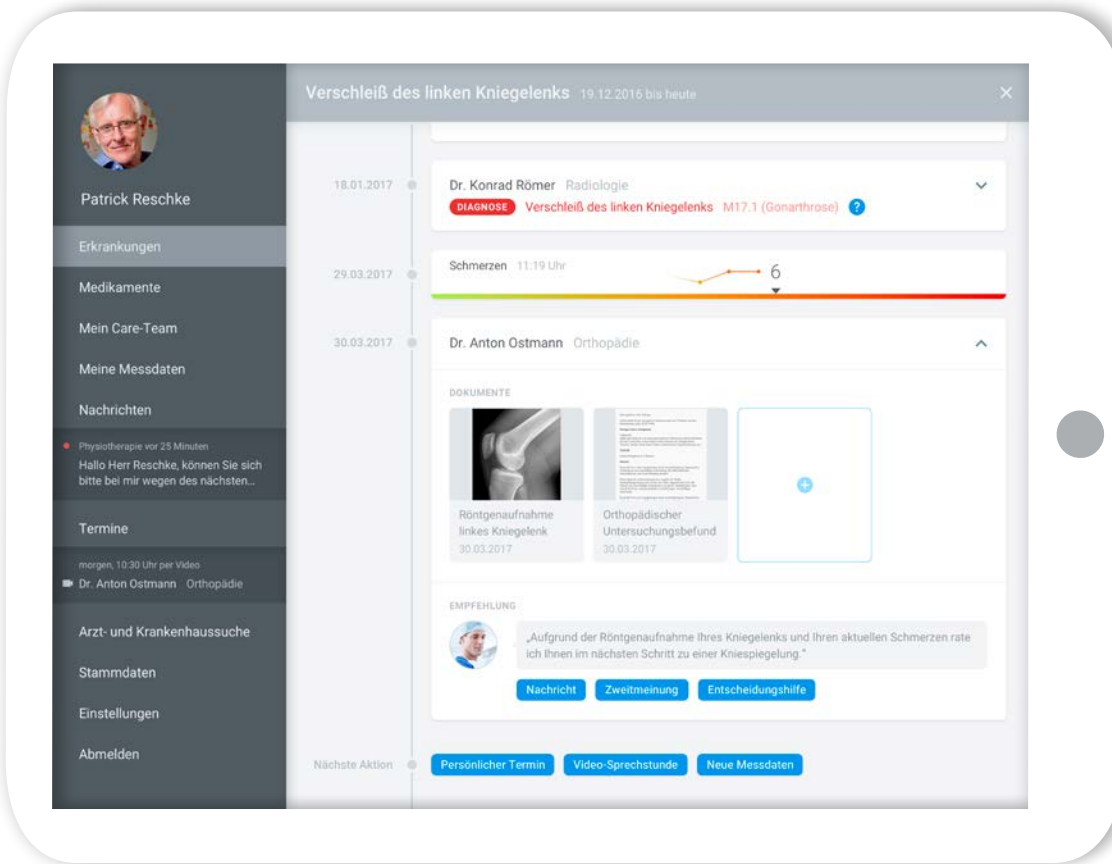 Patrick Reschke
Erkrankungen
Medikamente
Mein Care-Team
Meine Messdaten
Nachrichten
Physiotherapie vor 25 Minuten
Hallo Herr Reschke, können Sie sich
bitte bei mir wegen des nächsten...
Termine
morgen, 10:30 Uhr per Video
Dr. Anton Ostmann Orthopädie
Arzt- und Krankenhaussuche
Stammdaten
Einstellungen
Abmelden
Verschleiß des linken Kniegelenks 19.12.2016 bis heute
18.01.2017
Dr. Konrad Römer Radiologie
DIAGNOSE Verschleiß des linken Kniegelenks M17.1 (Gonarthrose) ?
29.03.2017
Schmerzen 11:19 Uhr
6
30.03.2017
Dr. Anton Ostmann Orthopädie
DOKUMENTE
Röntgenaufnahme
linkes Kniegelenk
30.03.2017
Orthopädischer
Untersuchungsbefund
30.03.2017
EMPFEHLUNG
„Aufgrund der Röntgenaufnahme Ihres Kniegelenks und Ihren aktuellen Schmerzen rate
ich Ihnen im nächsten Schritt zu einer Kniespiegelung."
Nachricht Zweitmeinung Entscheidungshilfe
Nächste Aktion
Persönlicher Termin Video-Sprechstunde Neue Messdaten